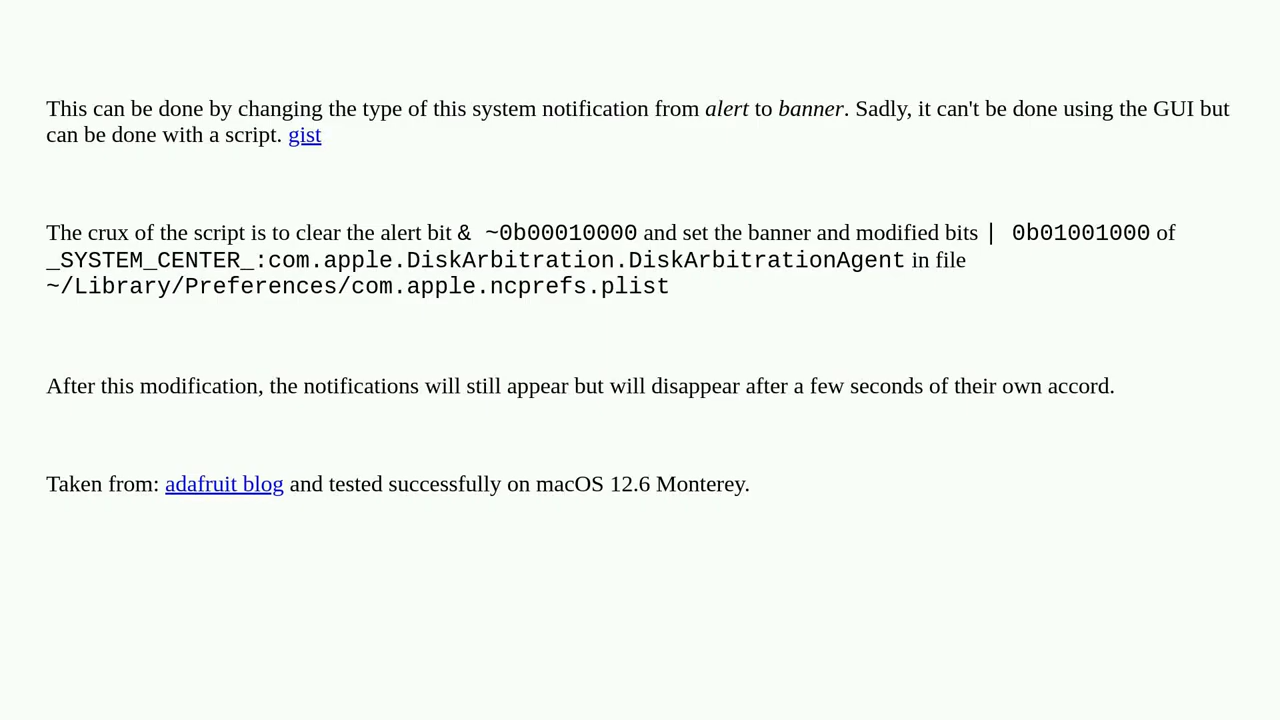 This can be done by changing the type of this system notification from alert to banner. Sadly, it can't be done using the GUI but
can be done with a script. gist
The crux of the script is to clear the alert bit & ~0b00010000 and set the banner and modified bits | 0b01001000 of
_SYSTEM_CENTER_:com.apple.DiskArbitration.DiskArbitrationAgent in file
~/Library/Preferences/com.apple.ncprefs.plist
After this modification, the notifications will still appear but will disappear after a few seconds of their own accord.
Taken from: adafruit blog and tested successfully on macOS 12.6 Monterey.